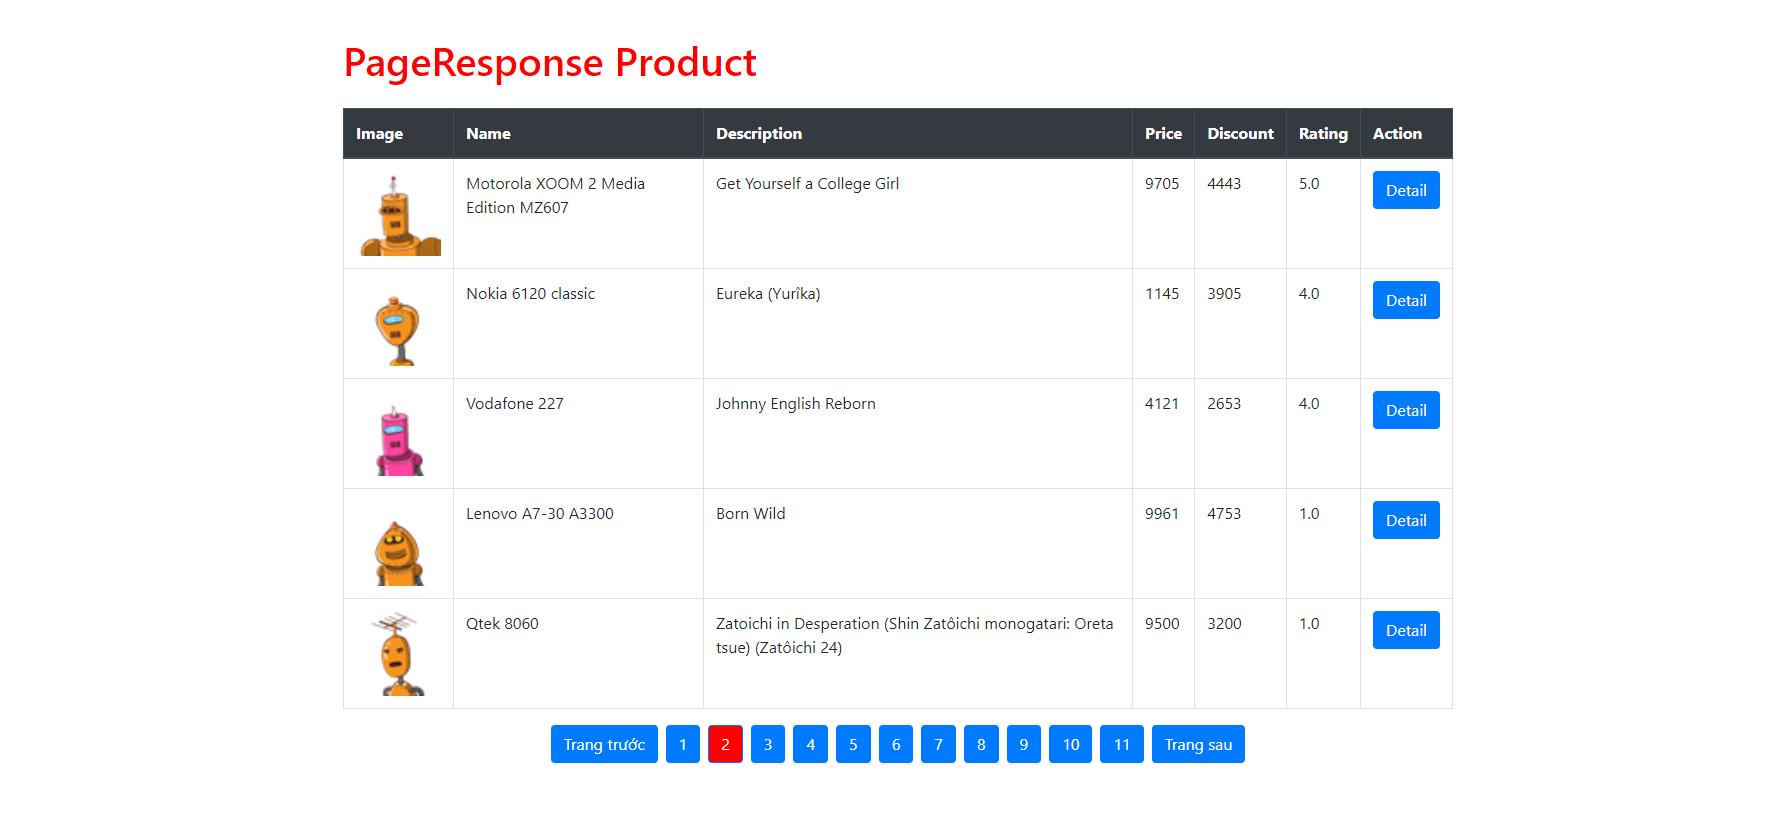 PageResponse Product
Image Name Description Price Discount Rating Action
Motorola XOOM 2 Media Get Yourself a College Girl 9705 4443 5.0 Detail
Edition MZ607
Nokia 6120 classic Eureka (Yurîka) 1145 3905 4.0 Detail
Vodafone 227 Johnny English Reborn 4121 2653 4.0 Detail
Lenovo A7-30 A3300 Born Wild 9961 4753 1.0 Detail
Qtek 8060 Zatoichi in Desperation (Shin Zatôichi monogatari: Oreta 9500 3200 1.0 Detail
tsue) (Zatôichi 24)
Trang trước 1 2 3 4 5 6 7 8 9 10 11 Trang sau